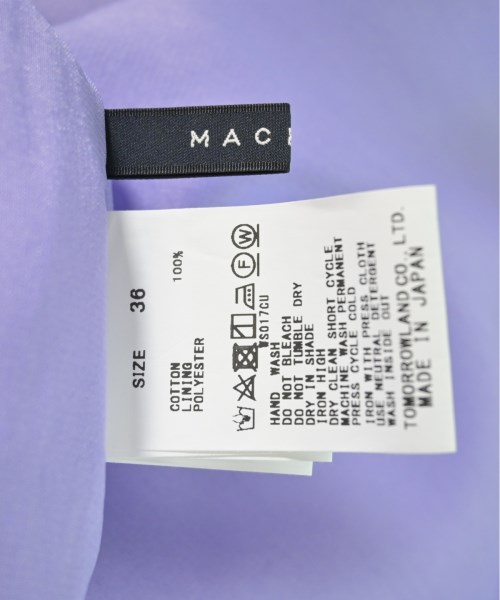 MAC
SIZE 36
COTTON 100%
LINING
POLYESTER
SO17CU
HAND WASH
DO NOT BLEACH
DO NOT TUMBLE DRY
DRY IN SHADE
IRON HIGH
DRY CLEAN SHORT CYCLE
MACHINE WASH PERMANENT
PRESS CYCLE COLD
IRON WITH PRESS CLOTH
USE NEUTRAL DETERGENT
WASH INSIDE OUT
TOMORROWLAND CO., LTD.
MADE IN JAPAN